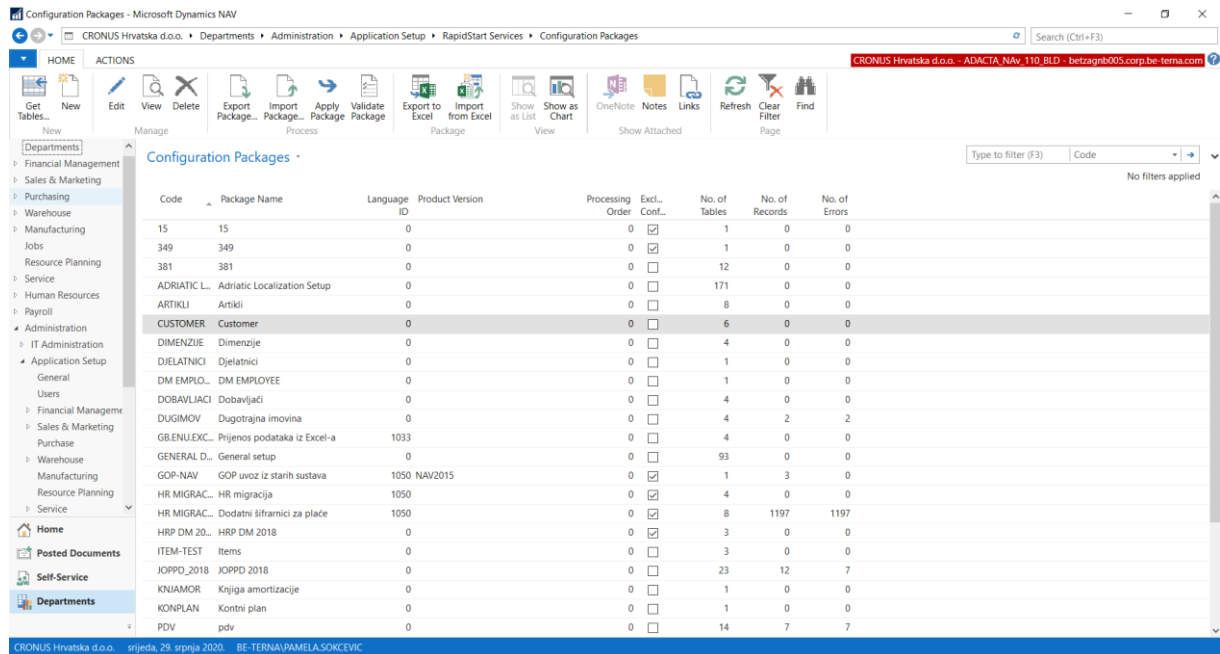 Configuration Packages - Microsoft Dynamics NAV
CRONUS Hrvatska d.o.o. Departments Administration Application Setup RapidStart Services Configuration Packages
Search (Ctrl+F3)
HOME ACTIONS
CRONUS Hrvatska d.o.o. - ADACTA_NAv_110_BLD - betzagnb005.corp.be-terna.com
Get Tables...
New
Edit
View
Delete
Export Package...
Import Package...
Apply Package
Validate Package
Export to Excel
Import from Excel
Show as List
Show as Chart
OneNote
Notes
Links
Refresh
Clear Filter
Find
New Manage Process Package View Show Attached Page
Departments
Financial Management
Sales & Marketing
Purchasing
Warehouse
Manufacturing
Jobs
Resource Planning
Service
Human Resources
Payroll
Administration
IT Administration
Application Setup
General
Users
Financial Manageme
Sales & Marketing
Purchase
Warehouse
Manufacturing
Resource Planning
Service
Home
Posted Documents
Self-Service
Departments
Configuration Packages
Type to filter (F3) Code
No filters applied
Code Package Name Language ID Product Version Processing Order Excl... Conf... No. of Tables No. of Records No. of Errors
15 15 0 0 1 0 0
349 349 0 0 1 0 0
381 381 0 0 12 0 0
ADRIATIC L... Adriatic Localization Setup 0 0 171 0 0
ARTIKLI Artikli 0 0 8 0 0
CUSTOMER Customer 0 0 6 0 0
DIMENZIJE Dimenzije 0 0 4 0 0
DJELATNICI Djelatnici 0 0 1 0 0
DM EMPLO... DM EMPLOYEE 0 0 1 0 0
DOBAVLJACI Dobavljači 0 0 4 0 0
DUGIMOV Dugotrajna imovina 0 0 4 2 2
GB.ENU.EXC... Prijenos podataka iz Excel-a 1033 0 4 0 0
GENERAL D... General setup 0 0 93 0 0
GOP-NAV GOP uvoz iz starih sustava 1050 NAV2015 0 1 3 0
HR MIGRAC... HR migracija 1050 0 4 0 0
HR MIGRAC... Dodatni šifrarnici za plaće 1050 0 8 1197 1197
HRP DM 20... HRP DM 2018 0 0 3 0 0
ITEM-TEST Items 0 0 3 0 0
JOPPD_2018 JOPPD 2018 0 0 23 12 7
KNJAMOR Knjiga amortizacije 0 0 1 0 0
KONPLAN Kontni plan 0 0 1 0 0
PDV pdv 0 0 14 7 7
CRONUS Hrvatska d.o.o. srijeda, 29. srpnja 2020. BE-TERNA\PAMELA.SOKCEVIC